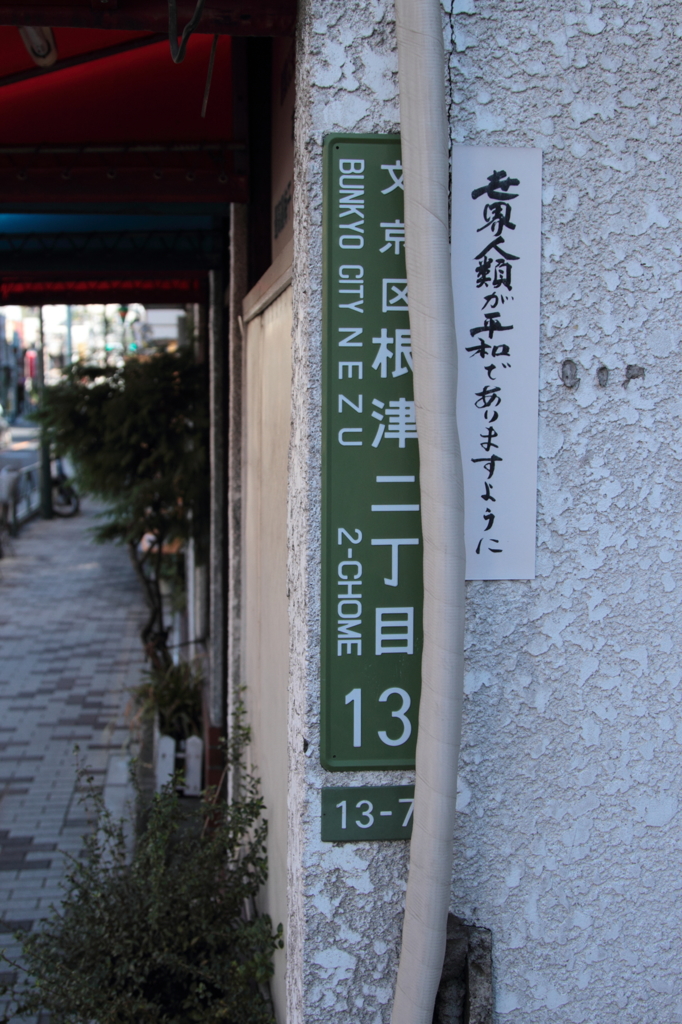 文京区根津二丁目
BUNKYO CITY NEZU 2-CHOME
13
13-7
世界人類が平和でありますように